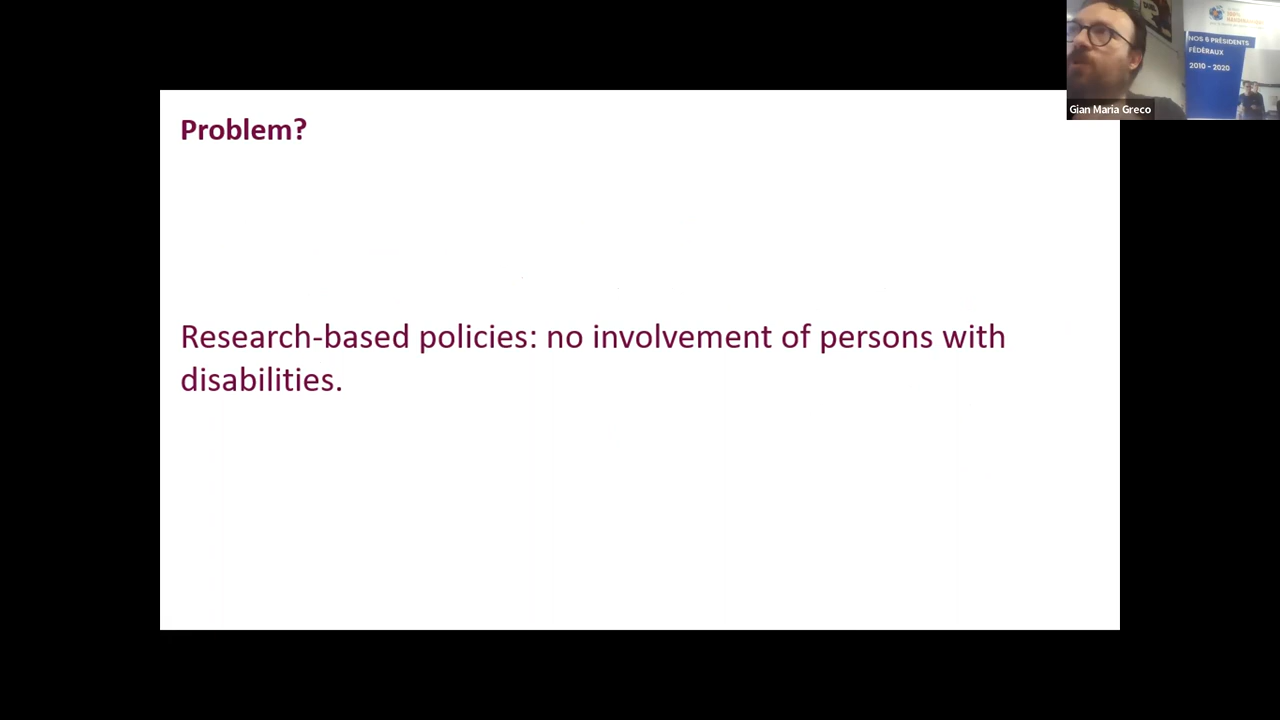 Problem?
Research-based policies: no involvement of persons with
disabilities.
NOS 6 PRÉSIDENTS
FÉDÉRAUX
2010 - 2020
Gian Maria Greco